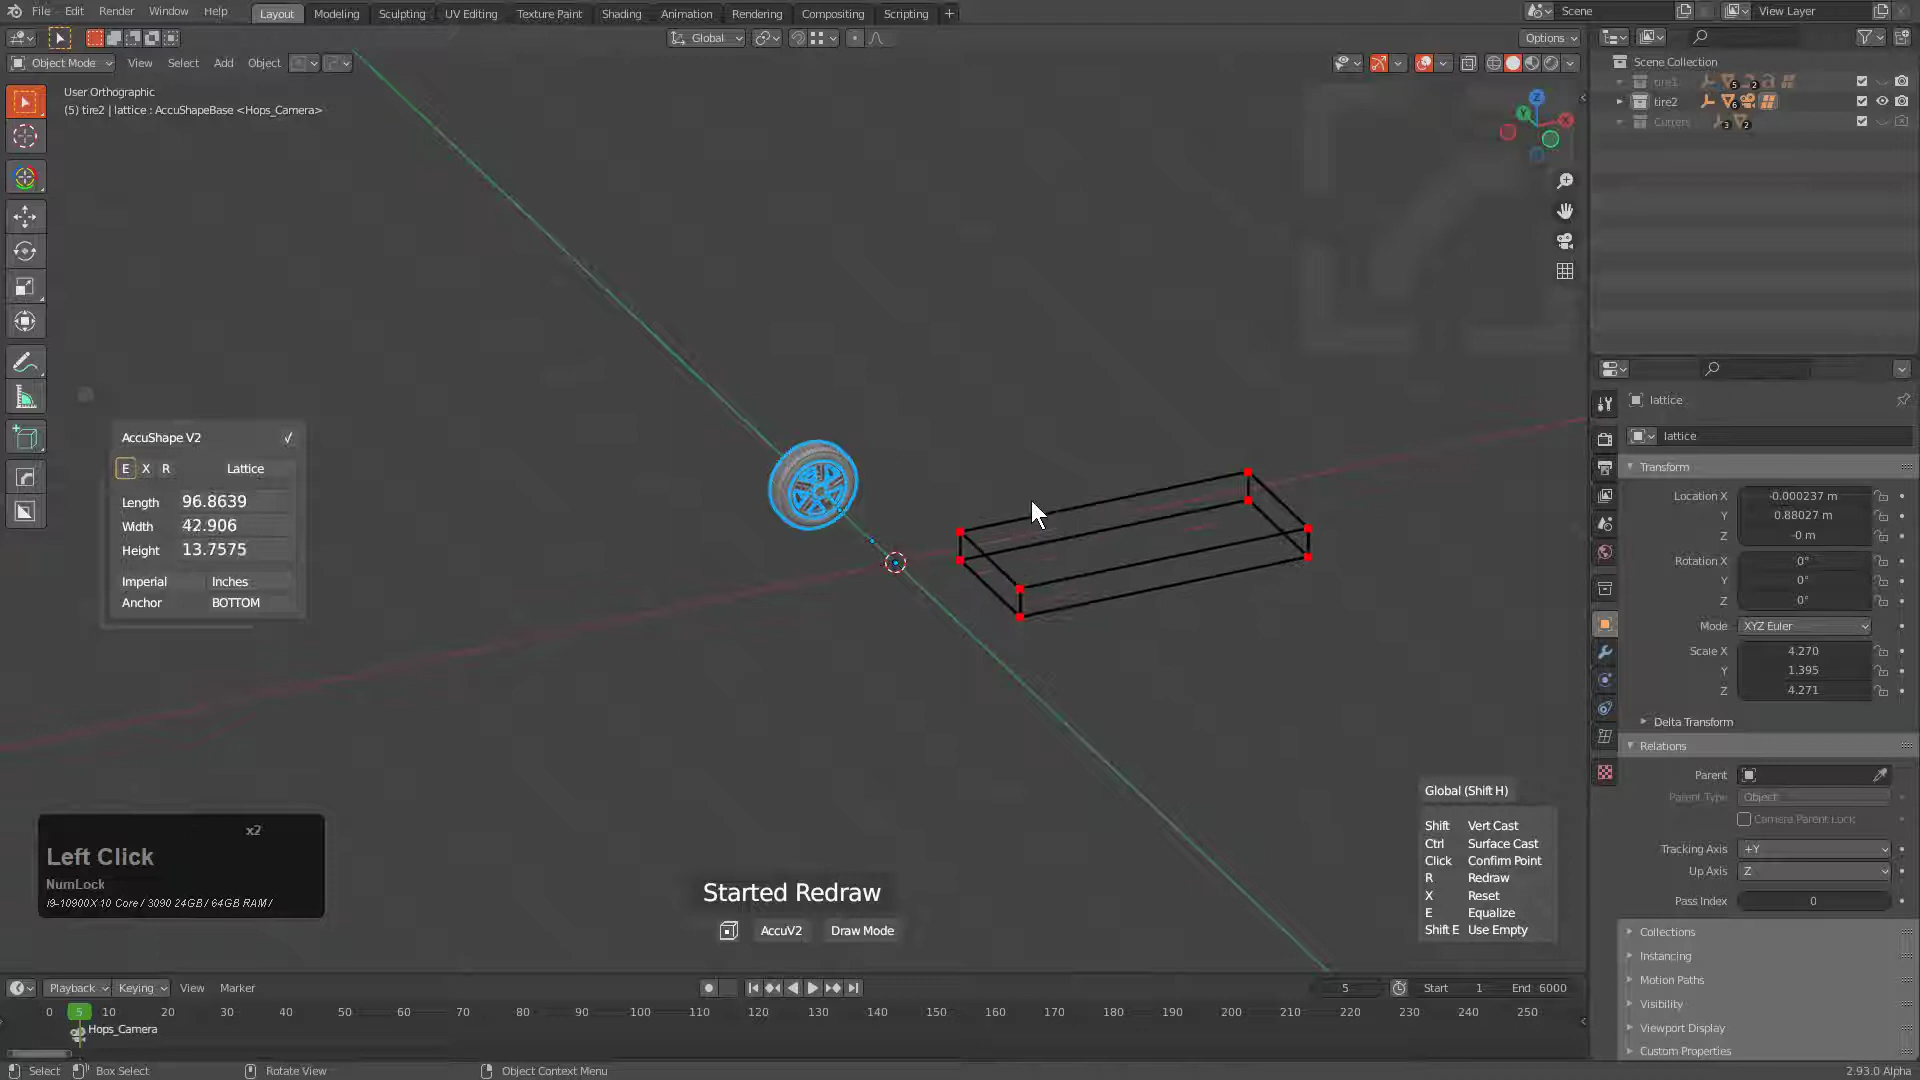 File Edit Render Window Help Layout Modeling Sculpting UV Editing Texture Paint Shading Animation Rendering Compositing Scripting + Scene View Layer
Global Options
Object Mode View Select Add Object
User Orthographic
(5) tire2 | lattice : AccuShapeBase <Hops_Camera>
Z
Y
X
Scene Collection
tire1 5 2
tire2 6
Cutters 3 2
lattice
lattice
Transform
Location X -0.000237 m
Y 0.88027 m
Z -0 m
Rotation X 0°
Y 0°
Z 0°
Mode XYZ Euler
Scale X 4.270
Y 1.395
Z 4.271
Delta Transform
Relations
Parent
Parent Type Object
Camera Parent Lock
Tracking Axis +Y
Up Axis Z
Pass Index 0
Collections
Instancing
Motion Paths
Visibility
Viewport Display
Custom Properties
AccuShape V2 ✓
E X R Lattice
Length 96.8639
Width 42.906
Height 13.7575
Imperial Inches
Anchor BOTTOM
x2
Left Click
NumLock
i9-10900X 10 Core / 3090 24GB / 64GB RAM /
Started Redraw
AccuV2 Draw Mode
Global (Shift H)
Shift Vert Cast
Ctrl Surface Cast
Click Confirm Point
R Redraw
X Reset
E Equalize
Shift E Use Empty
Playback Keying View Marker 5 Start 1 End 6000
0 5 10 20 30 40 50 60 70 80 90 100 110 120 130 140 150 160 170 180 190 200 210 220 230 240 250
Hops_Camera
Select Box Select Rotate View Object Context Menu 2.93.0 Alpha